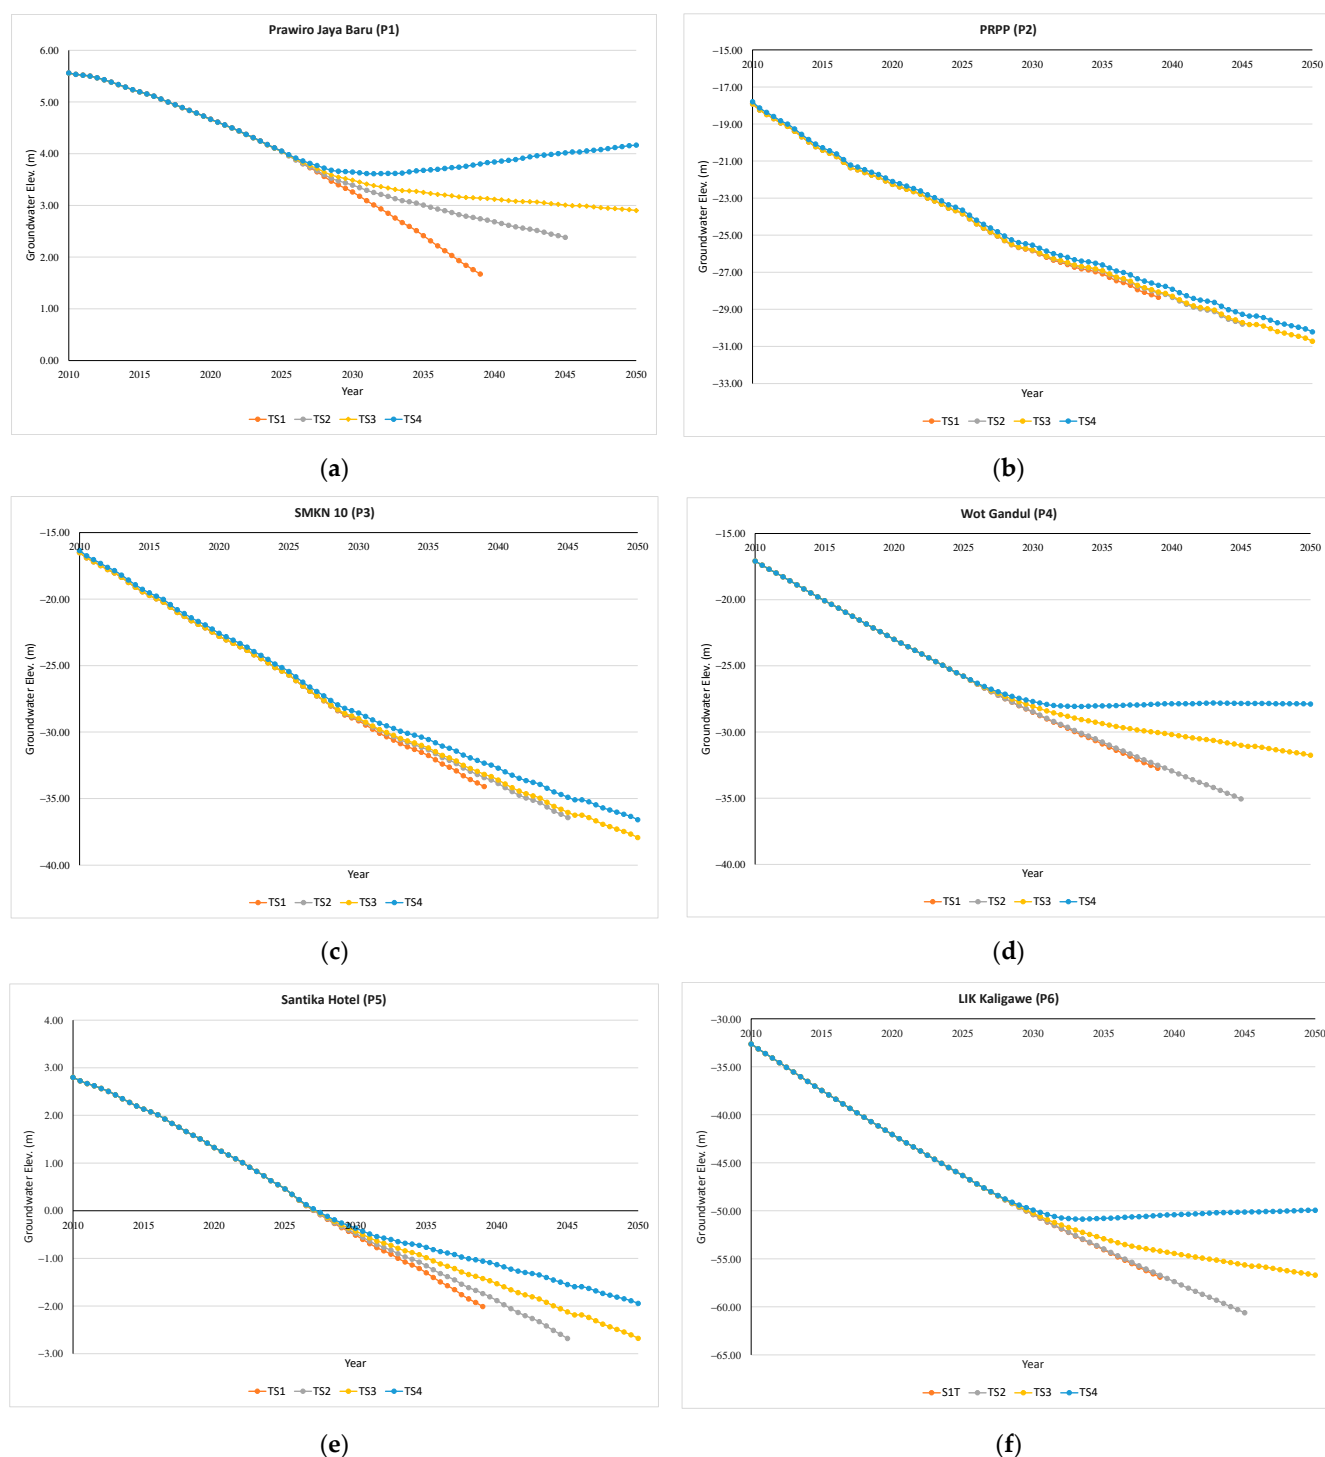 Prawiro Jaya Baru (P1)
6.00
5.00
4.00
3.00
2.00
1.00
0.00
Groundwater Elev. (m)
2010 2015 2020 2025 2030 2035 2040 2045 2050
Year
TS1 TS2 TS3 TS4
(a)
PRPP (P2)
−15.00
−17.00
−19.00
−21.00
−23.00
−25.00
−27.00
−29.00
−31.00
−33.00
Groundwater Elev. (m)
2010 2015 2020 2025 2030 2035 2040 2045 2050
Year
TS1 TS2 TS3 TS4
(b)
SMKN 10 (P3)
−15.00
−20.00
−25.00
−30.00
−35.00
−40.00
Groundwater Elev. (m)
2010 2015 2020 2025 2030 2035 2040 2045 2050
Year
TS1 TS2 TS3 TS4
(c)
Wot Gandul (P4)
−15.00
−20.00
−25.00
−30.00
−35.00
−40.00
Groundwater Elev. (m)
2010 2015 2020 2025 2030 2035 2040 2045 2050
Year
TS1 TS2 TS3 TS4
(d)
Santika Hotel (P5)
4.00
3.00
2.00
1.00
0.00
−1.00
−2.00
−3.00
Groundwater Elev. (m)
2010 2015 2020 2025 2030 2035 2040 2045 2050
Year
TS1 TS2 TS3 TS4
(e)
LIK Kaligawe (P6)
−30.00
−35.00
−40.00
−45.00
−50.00
−55.00
−60.00
−65.00
Groundwater Elev. (m)
2010 2015 2020 2025 2030 2035 2040 2045 2050
Year
S1T TS2 TS3 TS4
(f)